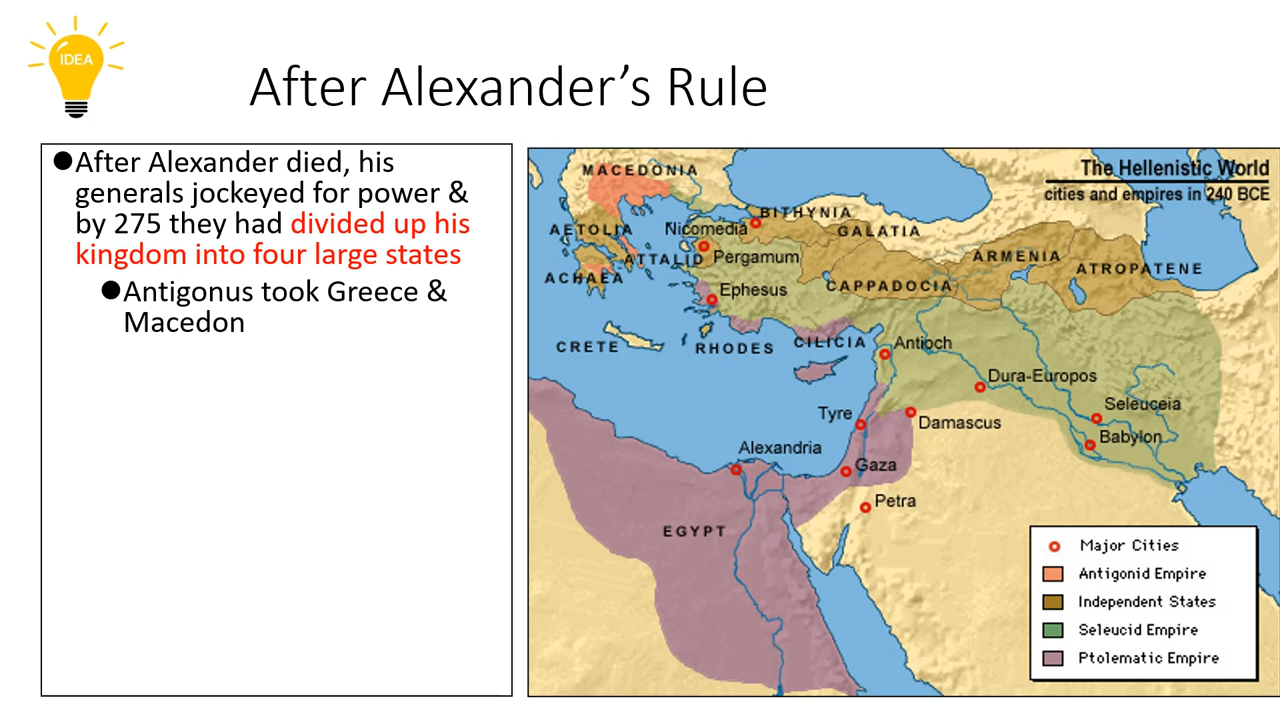 IDEA
After Alexander’s Rule
●After Alexander died, his
generals jockeyed for power &
by 275 they had divided up his
kingdom into four large states
●Antigonus took Greece &
Macedon
The Hellenistic World
cities and empires in 240 BCE
MACEDONIA
BITHYNIA
AETOLIA
Nicomedia
GALATIA
ATTALID
Pergamum
ARMENIA
ATROPATENE
ACHAEA
Ephesus
CAPPADOCIA
CRETE
RHODES
CILICIA
Antioch
Dura-Europos
Tyre
Damascus
Seleuceia
Babylon
Alexandria
Gaza
Petra
EGYPT
Major Cities
Antigonid Empire
Independent States
Seleucid Empire
Ptolematic Empire